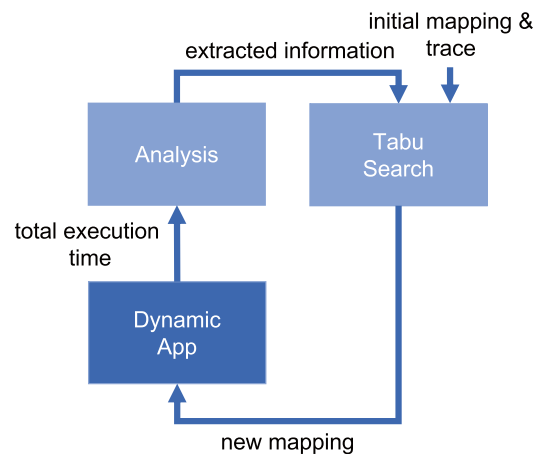 initial mapping &
trace
extracted information
Analysis
Tabu
Search
total execution
time
Dynamic
App
new mapping